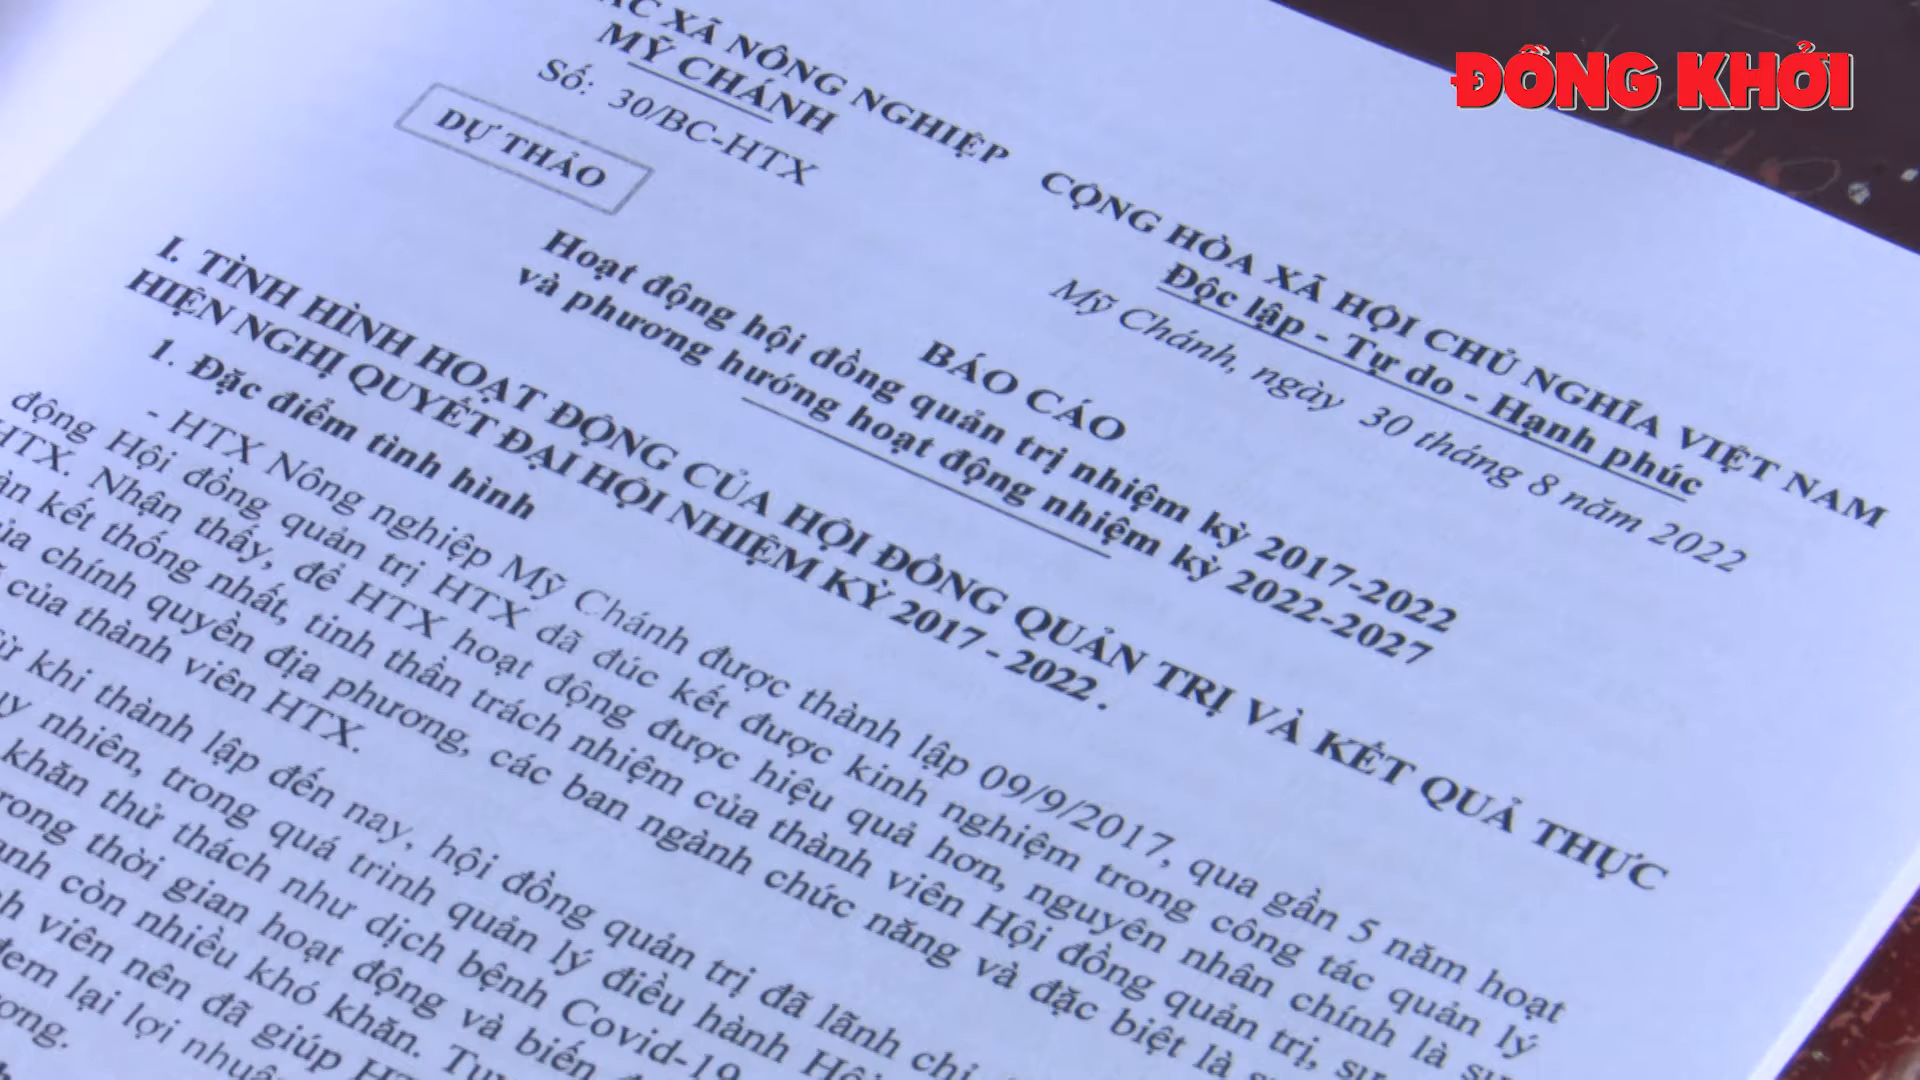 ĐỒNG KHỞI
XÃ NÔNG NGHIỆP
MỸ CHÁNH
Số: 30/BC-HTX
DỰ THẢO
CỘNG HÒA XÃ HỘI CHỦ NGHĨA VIỆT NAM
Độc lập - Tự do - Hạnh phúc
Mỹ Chánh, ngày 30 tháng 8 năm 2022
BÁO CÁO
Hoạt động hội đồng quản trị nhiệm kỳ 2017-2022
và phương hướng hoạt động nhiệm kỳ 2022-2027
I. TÌNH HÌNH HOẠT ĐỘNG CỦA HỘI ĐỒNG QUẢN TRỊ VÀ KẾT QUẢ THỰC
HIỆN NGHỊ QUYẾT ĐẠI HỘI NHIỆM KỲ 2017 - 2022 .
1. Đặc điểm tình hình
- HTX Nông nghiệp Mỹ Chánh được thành lập 09/9/2017, qua gần 5 năm hoạt
động Hội đồng quản trị HTX đã đúc kết được kinh nghiệm trong công tác quản lý
HTX. Nhận thấy, để HTX hoạt động được hiệu quả hơn, nguyên nhân chính là
kết thống nhất, tinh thần trách nhiệm của thành viên Hội đồng quản trị,
chính quyền địa phương, các ban ngành chức năng và đặc biệt là
của thành viên HTX.
khi thành lập đến nay, hội đồng quản trị đã lãnh
nhiên, trong quá trình quản lý điều hành
khăn thử thách như dịch bệnh Covid-19
thời gian hoạt động và biến
còn nhiều khó khăn.
viên nên đã giúp
lại lợi